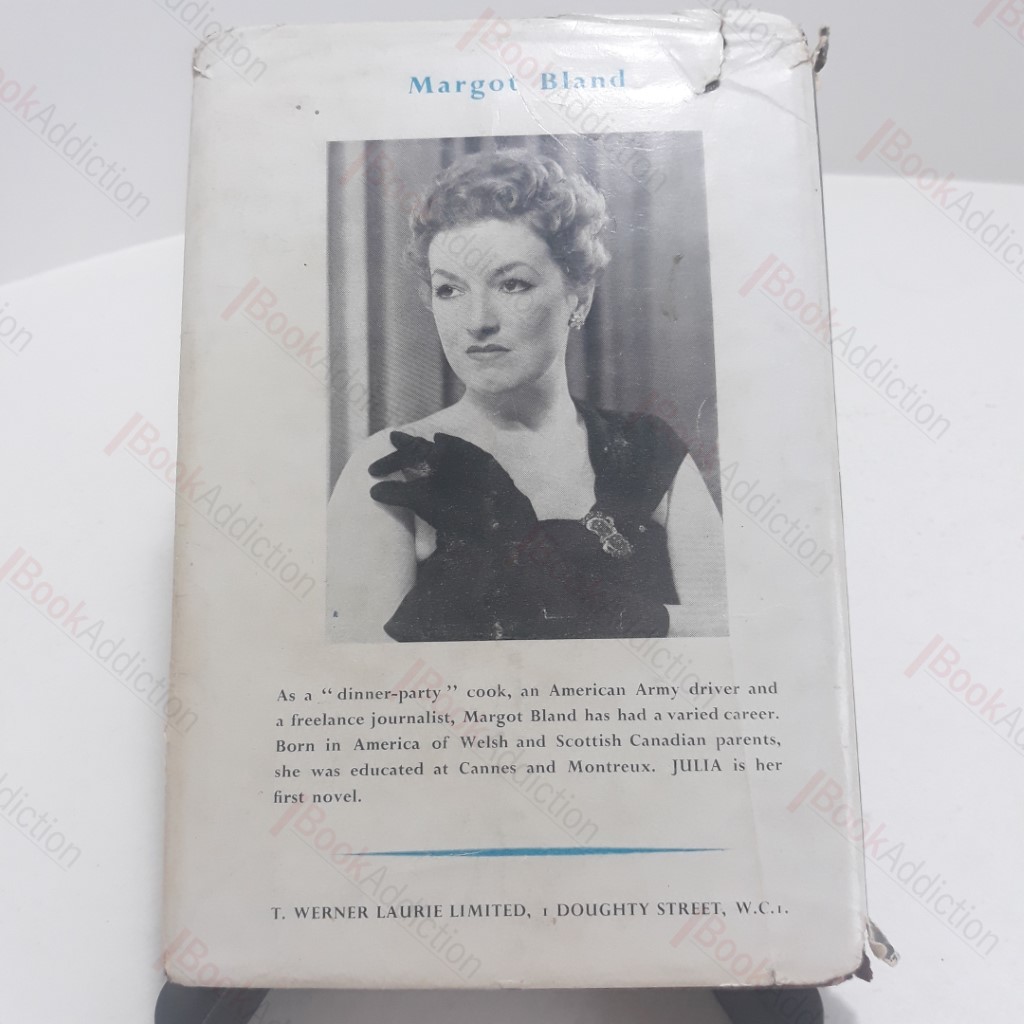 Margot Bland
As a “dinner-party” cook, an American Army driver and
a freelance journalist, Margot Bland has had a varied career.
Born in America of Welsh and Scottish Canadian parents,
she was educated at Cannes and Montreux. JULIA is her
first novel.
T. WERNER LAURIE LIMITED, 1 DOUGHTY STREET, W.C.1.
BookAddiction